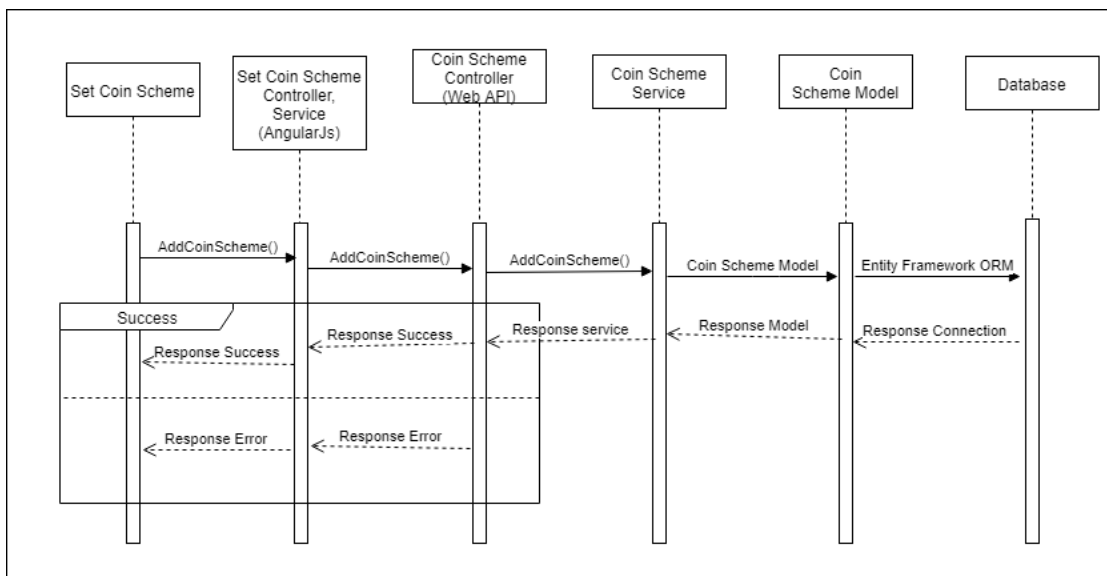 Set Coin Scheme
Set Coin Scheme
Controller,
Service
(AngularJs)
Coin Scheme
Controller
(Web API)
Coin Scheme
Service
Coin
Scheme Model
Database
AddCoinScheme()
AddCoinScheme()
AddCoinScheme()
Coin Scheme Model
Entity Framework ORM
Success
Response Success
Response Success
Response service
Response Model
Response Connection
Response Error
Response Error